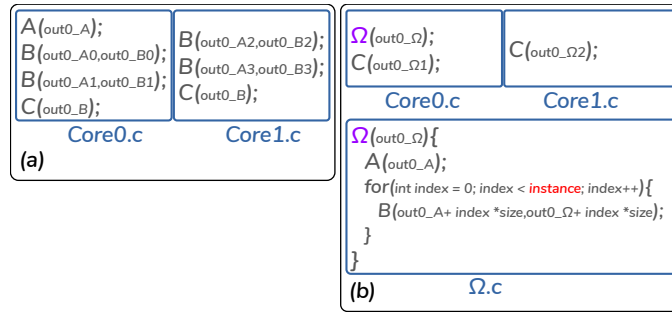 A(out0_A);
B(out0_A0,out0_B0)
B(out0_A1,out0_B1)
C(out0_B);
Core0.c
B(out0_A2,out0_B2);
B(out0_A3,out0_B3);
C(out0_B);
Core1.c
(a)
Ω(out0_Ω);
C(out0_Ω1);
Core0.c
C(out0_Ω2);
Core1.c
Ω(out0_Ω){
A(out0_A);
for(int index = 0; index < instance; index++){
B(out0_A+ index *size,out0_Ω+ index *size);
}
}
Ω.c
(b)